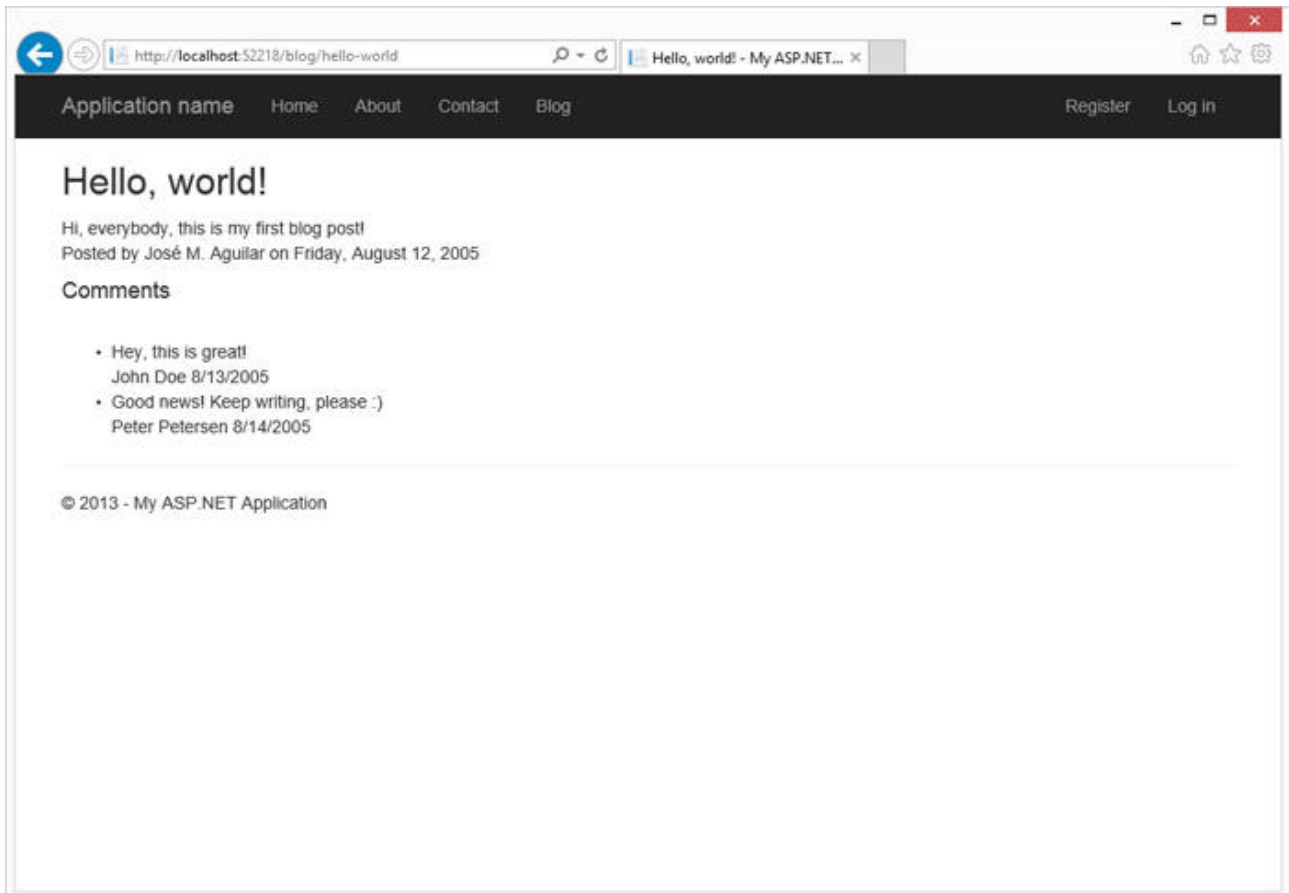 http://localhost:52218/blog/hello-world
Hello, world! - My ASP.NET...
Application name Home About Contact Blog Register Log in
Hello, world!
Hi, everybody, this is my first blog post!
Posted by José M. Aguilar on Friday, August 12, 2005
Comments
• Hey, this is great!
John Doe 8/13/2005
• Good news! Keep writing, please :)
Peter Petersen 8/14/2005
© 2013 - My ASP.NET Application